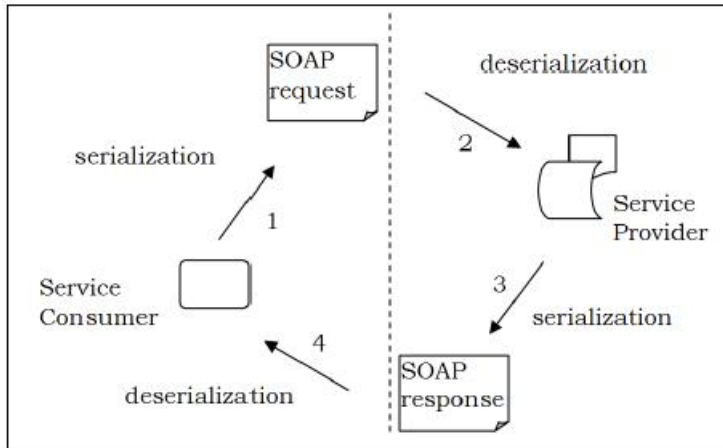 SOAP
request
deserialization
serialization
2
1
Service
Provider
3
Service
Consumer
serialization
4
SOAP
response
deserialization